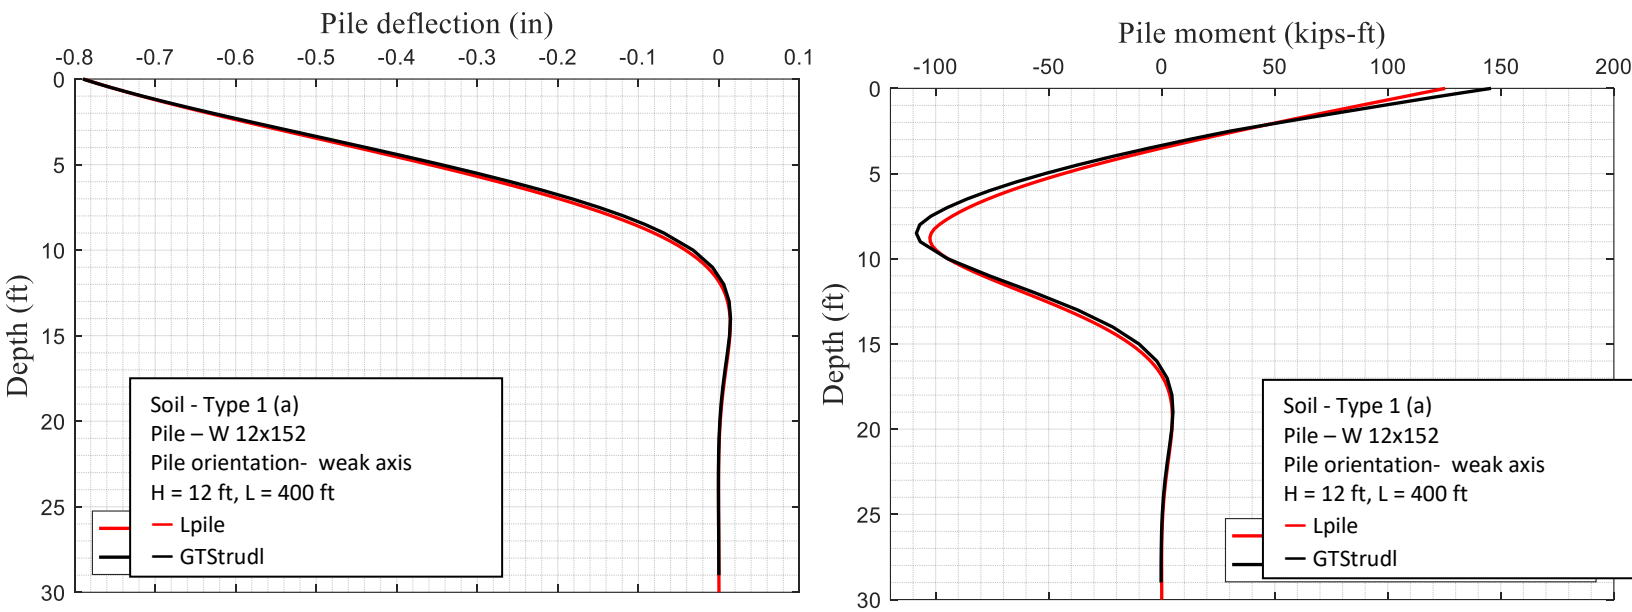 Pile deflection (in)
-0.8 -0.7 -0.6 -0.5 -0.4 -0.3 -0.2 -0.1 0 0.1
0
5
10
15
20
25
30
Depth (ft)
Soil - Type 1 (a)
Pile – W 12x152
Pile orientation-  weak axis
H = 12 ft, L = 400 ft
Lpile
GTStrudl
Pile moment (kips-ft)
-100 -50 0 50 100 150 200
0
5
10
15
20
25
30
Depth (ft)
Soil - Type 1 (a)
Pile – W 12x152
Pile orientation-  weak axis
H = 12 ft, L = 400 ft
Lpile
GTStrudl